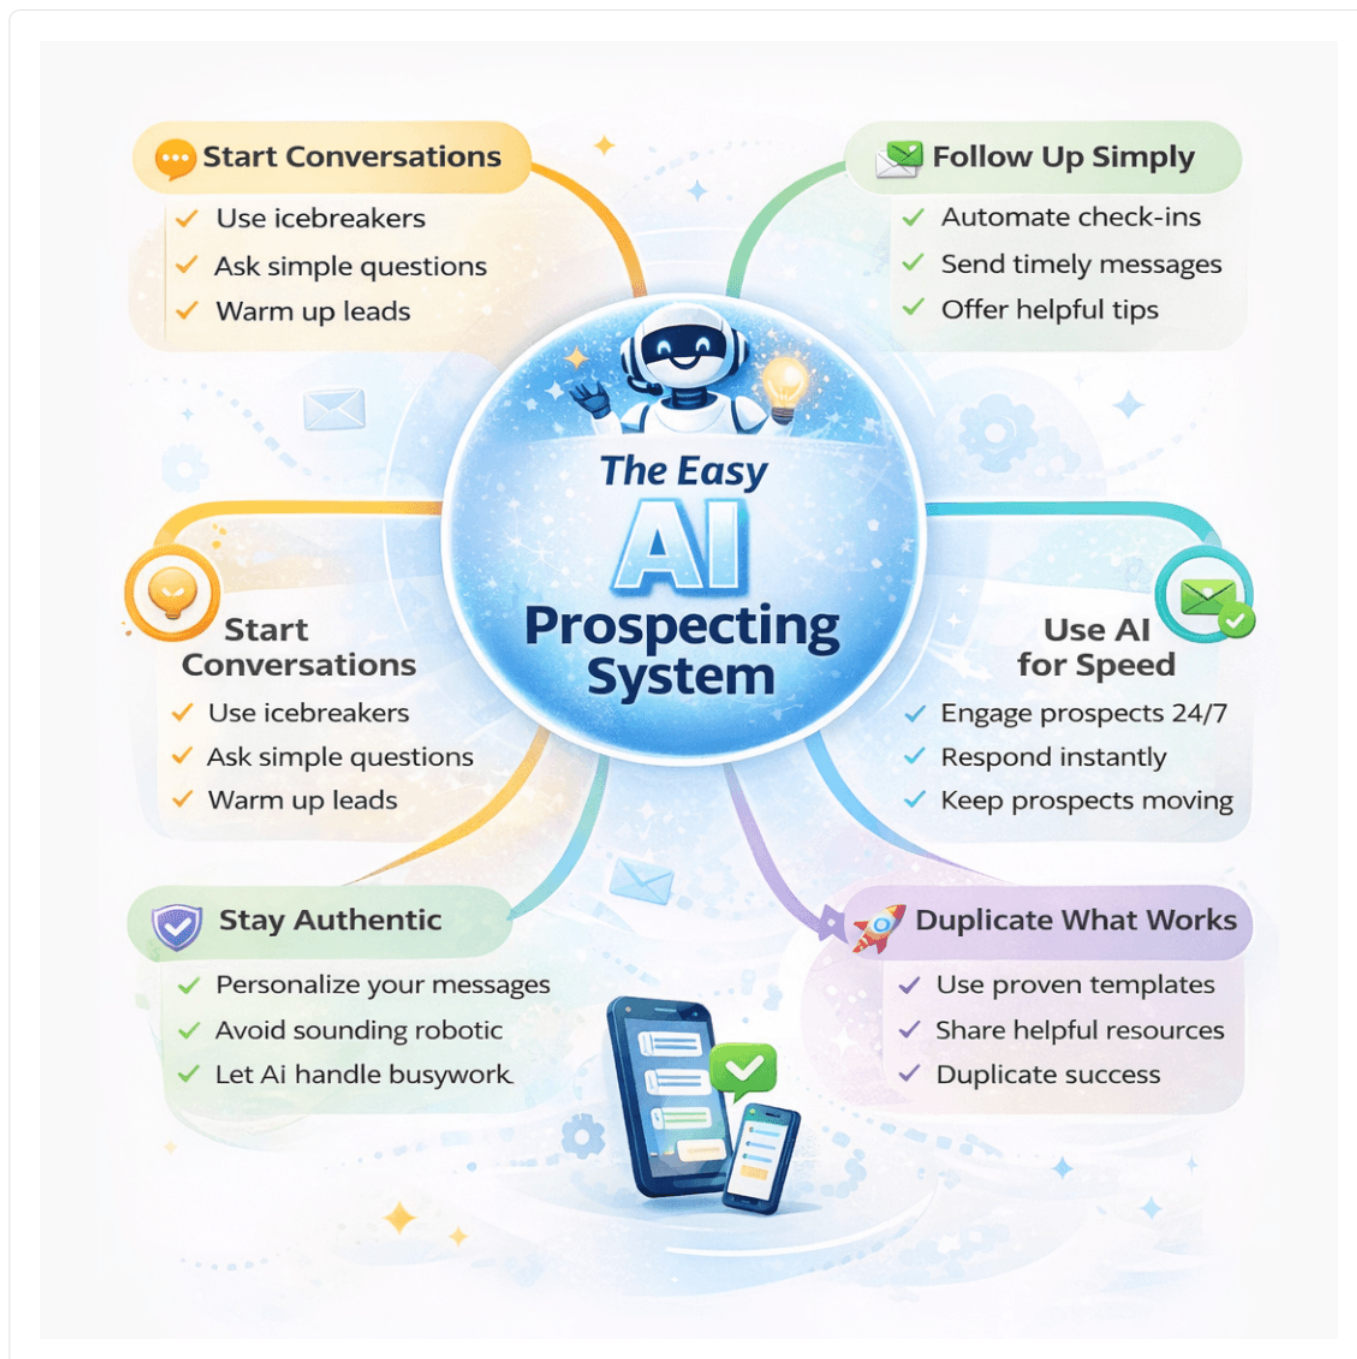 Start Conversations
Use icebreakers
Ask simple questions
Warm up leads
Follow Up Simply
Automate check-ins
Send timely messages
Offer helpful tips
The Easy
AI
Prospecting
System
Start
Conversations
Use icebreakers
Ask simple questions
Warm up leads
Use AI
for Speed
Engage prospects 24/7
Respond instantly
Keep prospects moving
Stay Authentic
Personalize your messages
Avoid sounding robotic
Let Ai handle busywork.
Duplicate What Works
Use proven templates
Share helpful resources
Duplicate success